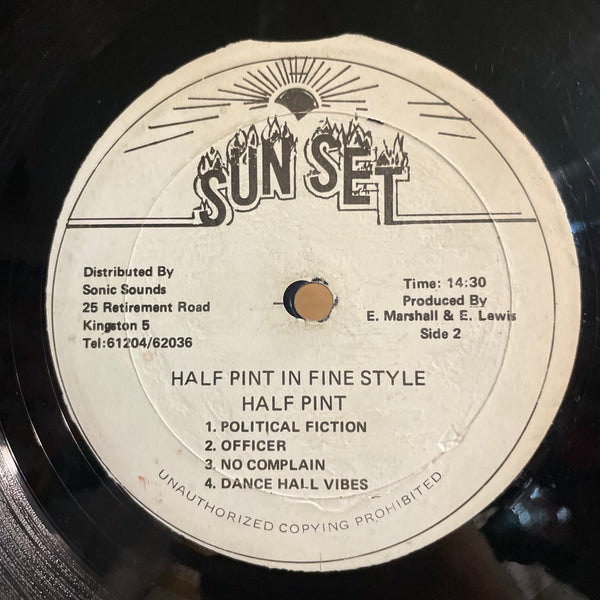 SUN SET
Distributed By
Sonic Sounds
25 Retirement Road
Kingston 5
Tel:61204/62036
Time: 14:30
Produced By
E. Marshall & E. Lewis
Side 2
HALF PINT IN FINE STYLE
HALF PINT
1. POLITICAL FICTION
2. OFFICER
3. NO COMPLAIN
4. DANCE HALL VIBES
UNAUTHORIZED COPYING PROHIBITED